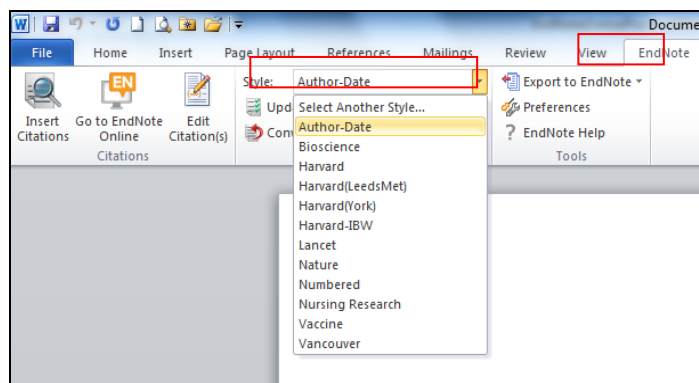 Docume
File Home Insert Page Layout References Mailings Review View EndNote
EN
Insert Citations
Go to EndNote Online
Edit Citation(s)
Citations
Style: Author-Date
Upd
Con
Select Another Style...
Author-Date
Bioscience
Harvard
Harvard(LeedsMet)
Harvard(York)
Harvard-IBW
Lancet
Nature
Numbered
Nursing Research
Vaccine
Vancouver
Export to EndNote
Preferences
EndNote Help
Tools